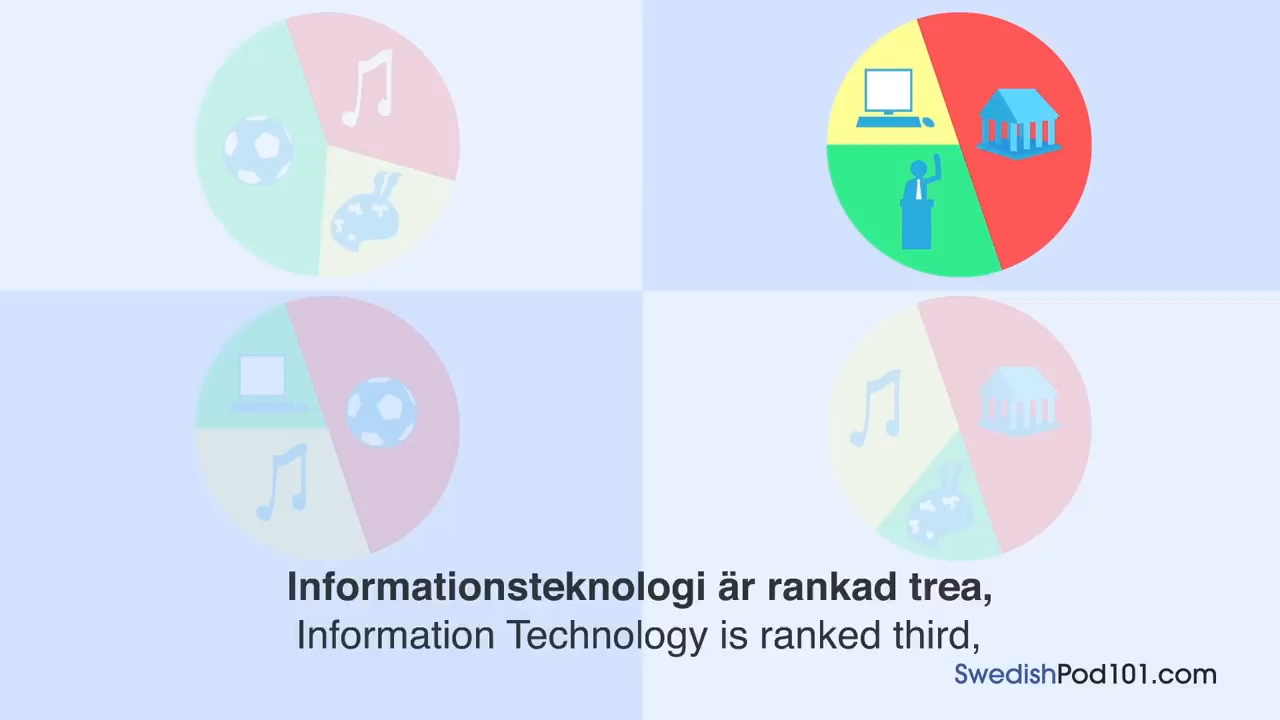 Informationsteknologi är rankad trea,
Information Technology is ranked third,
SwedishPod101.com